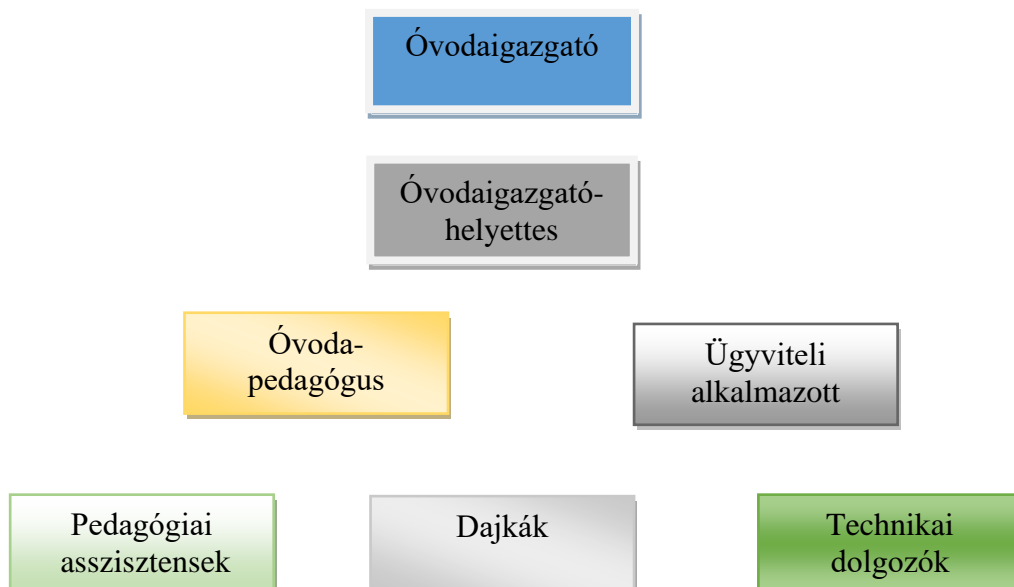 Óvodaigazgató
Óvodaigazgató-
helyettes
Óvoda-
pedagógus
Ügyviteli
alkalmazott
Pedagógiai
asszisztensek
Dajkák
Technikai
dolgozók